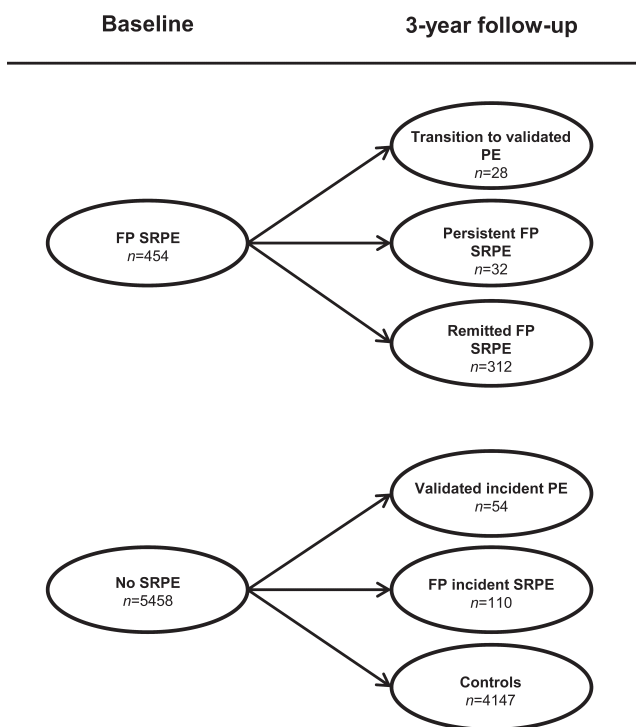 Baseline
3-year follow-up
FP SRPE
n=454
Transition to validated
PE
n=28
Persistent FP
SRPE
n=32
Remitted FP
SRPE
n=312
No SRPE
n=5458
Validated incident PE
n=54
FP incident SRPE
n=110
Controls
n=4147